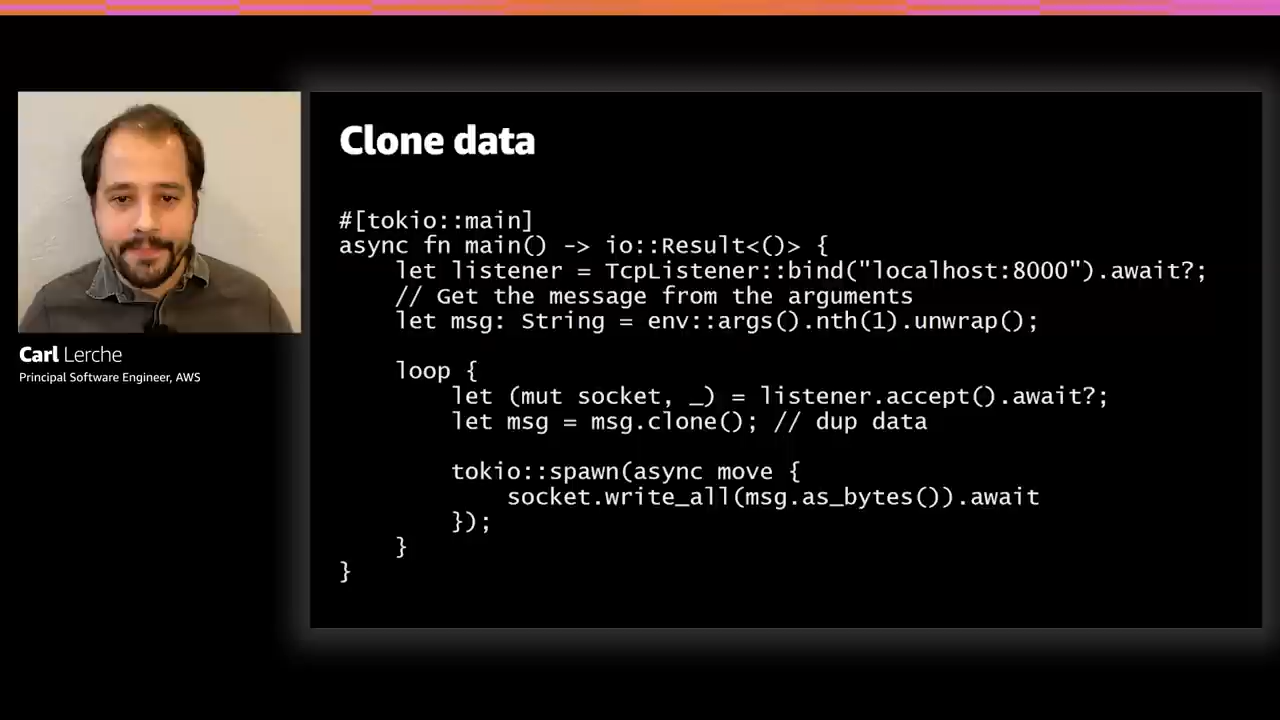 Clone data
#[tokio::main]
async fn main() -> io::Result<()> {
    let listener = TcpListener::bind("localhost:8000").await?;
    // Get the message from the arguments
    let msg: String = env::args().nth(1).unwrap();
    loop {
        let (mut socket, _) = listener.accept().await?;
        let msg = msg.clone(); // dup data
        tokio::spawn(async move {
            socket.write_all(msg.as_bytes()).await
        });
    }
}
Carl Lerche
Principal Software Engineer, AWS